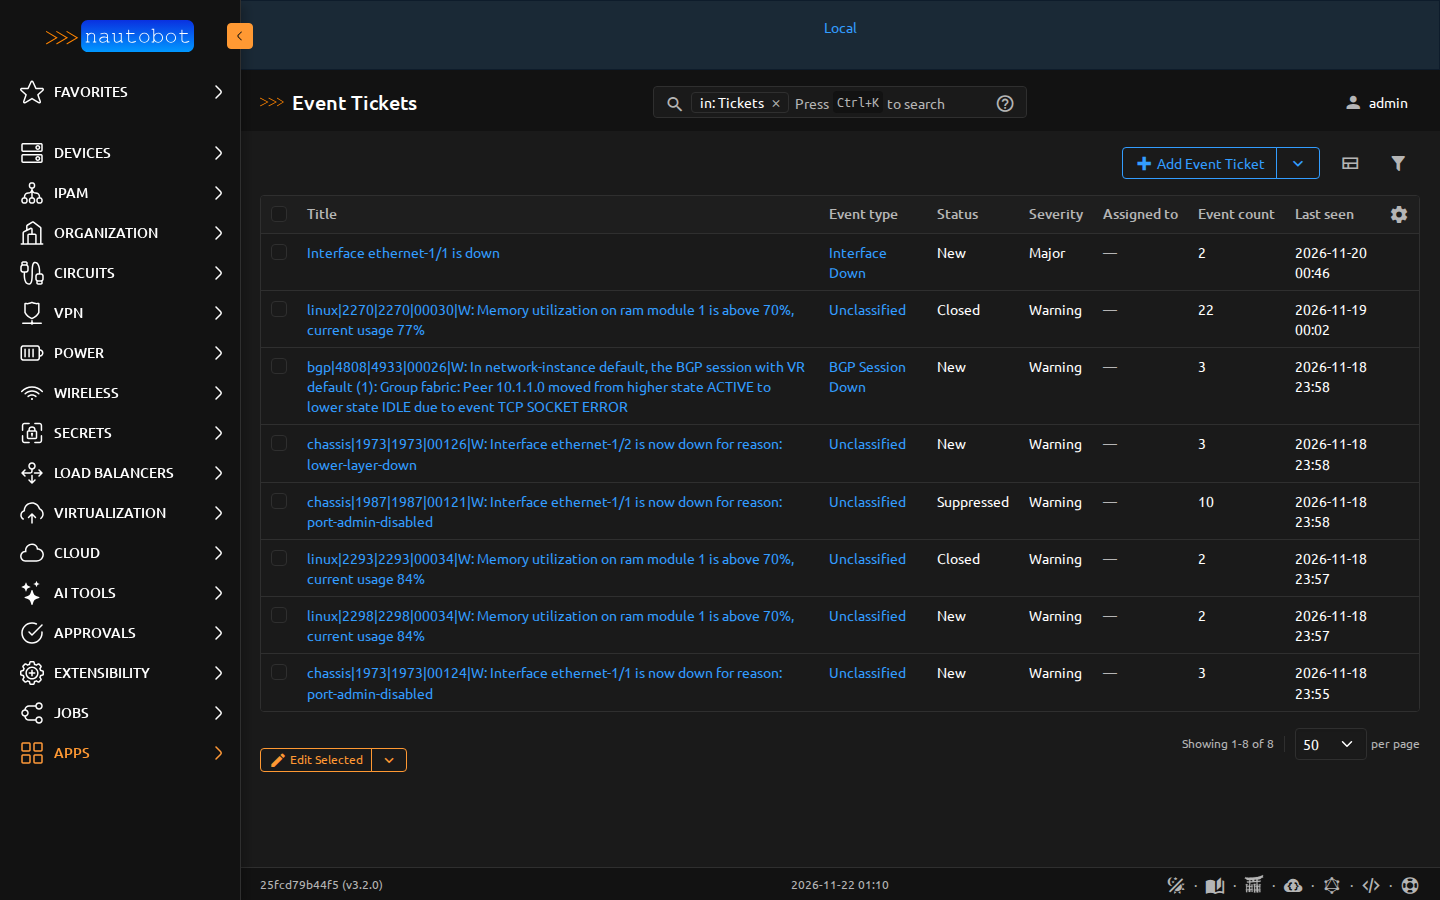 >>> nautobot
Local
FAVORITES
DEVICES
IPAM
ORGANIZATION
CIRCUITS
VPN
POWER
WIRELESS
SECRETS
LOAD BALANCERS
VIRTUALIZATION
CLOUD
AI TOOLS
APPROVALS
EXTENSIBILITY
JOBS
APPS
>>> Event Tickets
in: Tickets × Press Ctrl+K to search
admin
Add Event Ticket
Title Event type Status Severity Assigned to Event count Last seen
Interface ethernet-1/1 is down Interface New Major — 2 2026-11-20
Down 00:46
linux|2270|2270|00030|W: Memory utilization on ram module 1 is above 70%, Unclassified Closed Warning — 22 2026-11-19
current usage 77% 00:02
bgp|4808|4933|00026|W: In network-instance default, the BGP session with VR BGP Session New Warning — 3 2026-11-18
default (1): Group fabric: Peer 10.1.1.0 moved from higher state ACTIVE to Down 23:58
lower state IDLE due to event TCP SOCKET ERROR
chassis|1973|1973|00126|W: Interface ethernet-1/2 is now down for reason: Unclassified New Warning — 3 2026-11-18
lower-layer-down 23:58
chassis|1987|1987|00121|W: Interface ethernet-1/1 is now down for reason: Unclassified Suppressed Warning — 10 2026-11-18
port-admin-disabled 23:58
linux|2293|2293|00034|W: Memory utilization on ram module 1 is above 70%, Unclassified Closed Warning — 2 2026-11-18
current usage 84% 23:57
linux|2298|2298|00034|W: Memory utilization on ram module 1 is above 70%, Unclassified New Warning — 2 2026-11-18
current usage 84% 23:57
chassis|1973|1973|00124|W: Interface ethernet-1/1 is now down for reason: Unclassified New Warning — 3 2026-11-18
port-admin-disabled 23:55
Edit Selected
Showing 1-8 of 8 50 per page
25fcd79b44f5 (v3.2.0) 2026-11-22 01:10